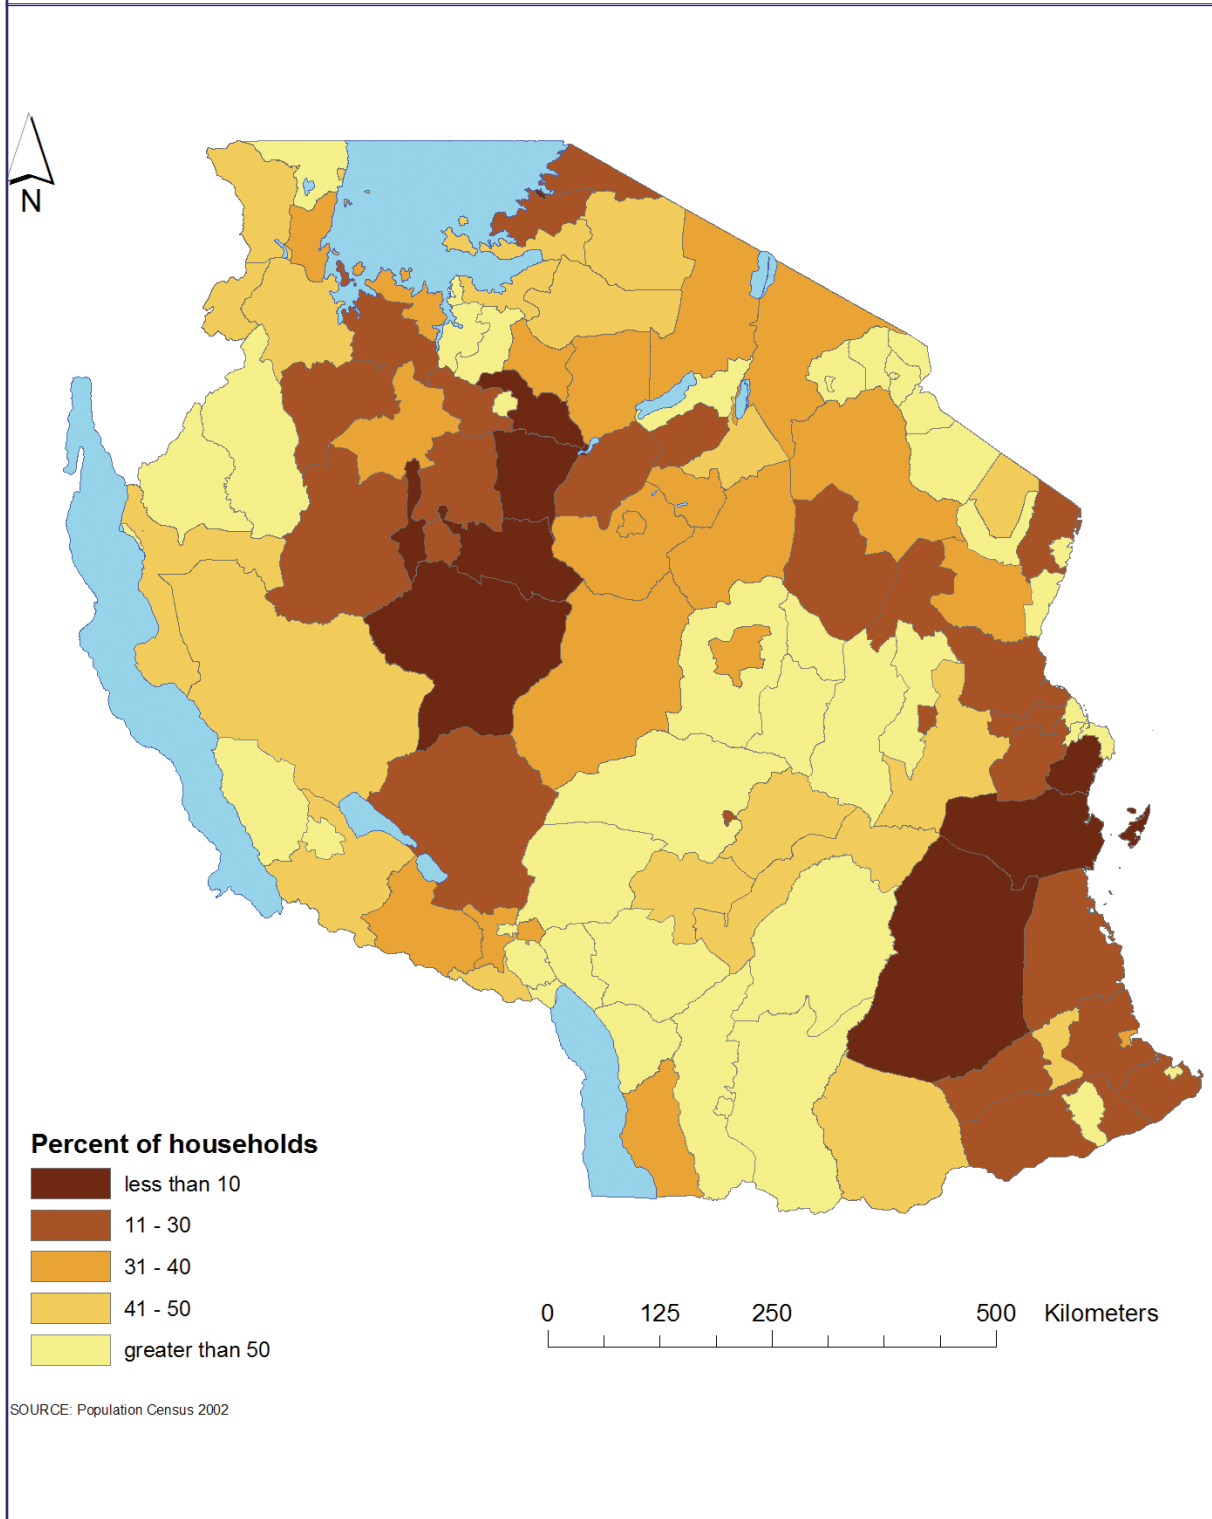 N
Percent of households
less than 10
11 - 30
31 - 40
41 - 50
greater than 50
0 125 250 500 Kilometers
SOURCE: Population Census 2002